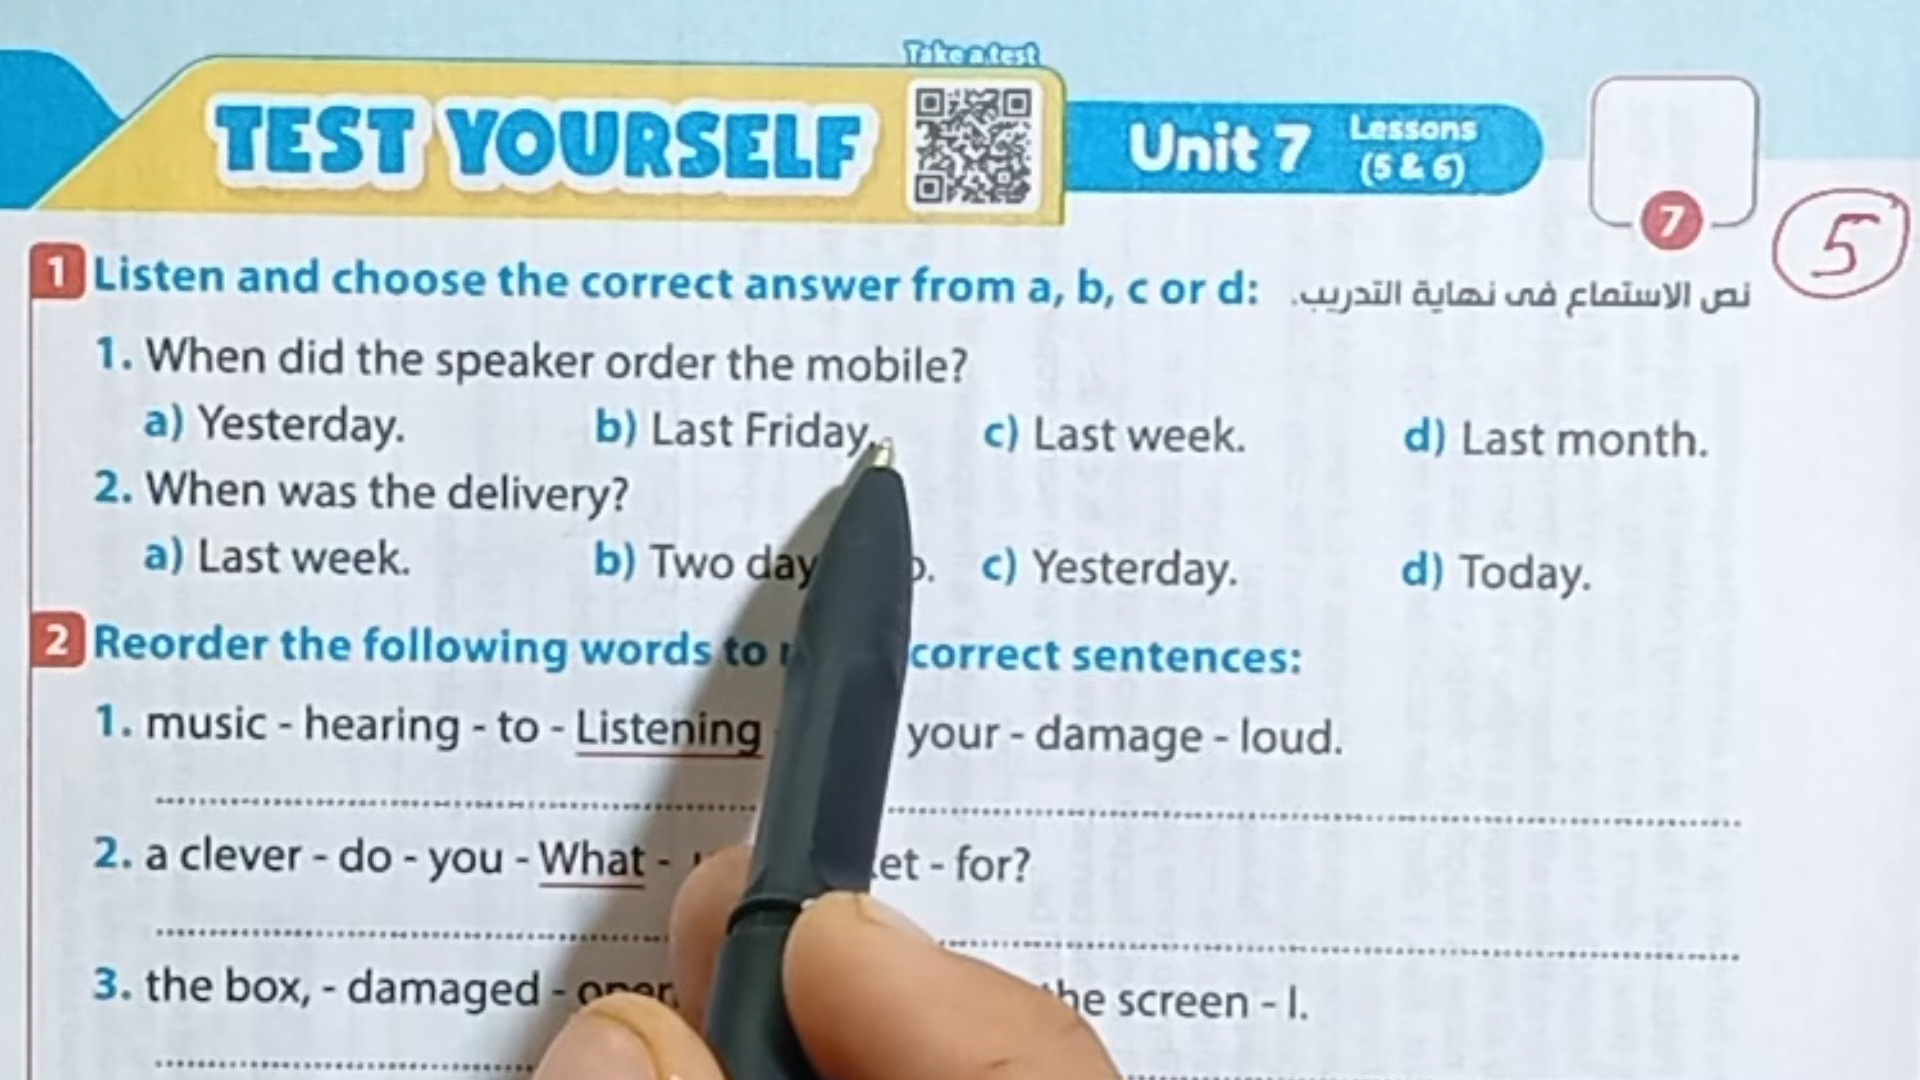 Take a test
TEST YOURSELF
Unit 7 Lessons (5 & 6)
7
5
1 Listen and choose the correct answer from a, b, c or d: نص الاستماع فى نهاية التدريب.
1. When did the speaker order the mobile?
a) Yesterday. b) Last Friday. c) Last week. d) Last month.
2. When was the delivery?
a) Last week. b) Two c) Yesterday. d) Today.
2 Reorder the following words to correct sentences:
1. music - hearing - to - Listening your - damage - loud.
2. a clever - do - you - What - - for?
3. the box, - damaged - the screen - I.